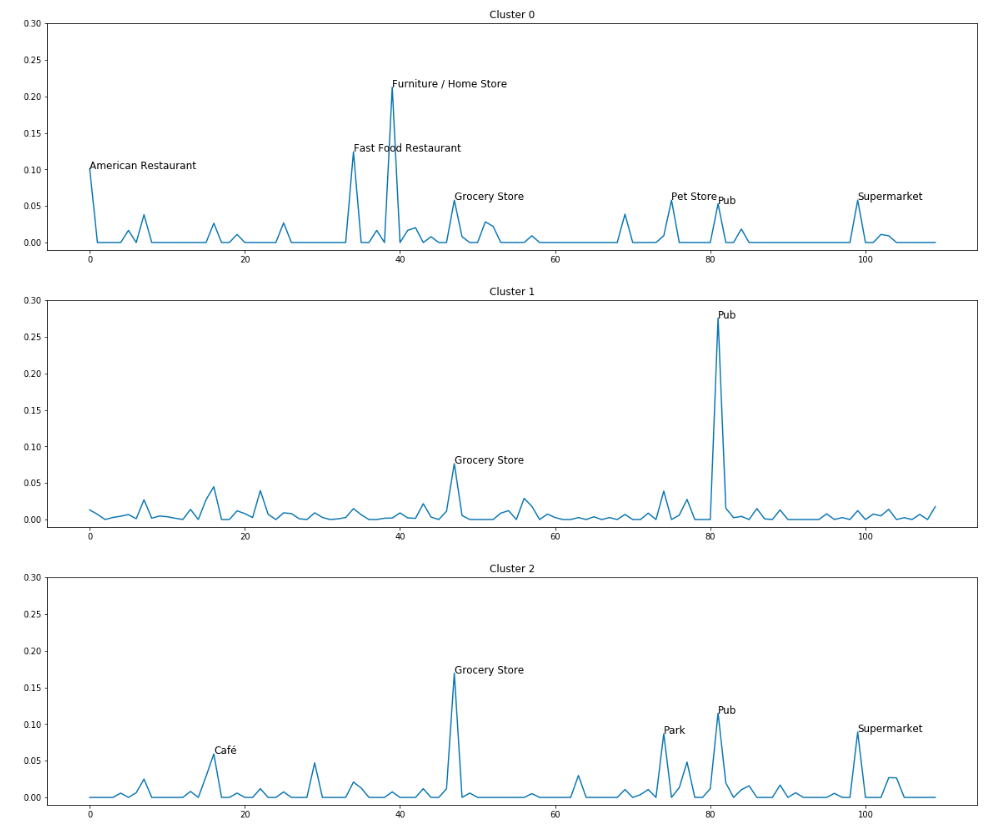 Cluster 0
0.30
0.25
0.20
0.15
0.10
0.05
0.00
Furniture / Home Store
Fast Food Restaurant
American Restaurant
Grocery Store
Pet Store
Pub
Supermarket
0 20 40 60 80 100
Cluster 1
0.30
0.25
0.20
0.15
0.10
0.05
0.00
Pub
Grocery Store
0 20 40 60 80 100
Cluster 2
0.30
0.25
0.20
0.15
0.10
0.05
0.00
Grocery Store
Pub
Park
Supermarket
Café
0 20 40 60 80 100